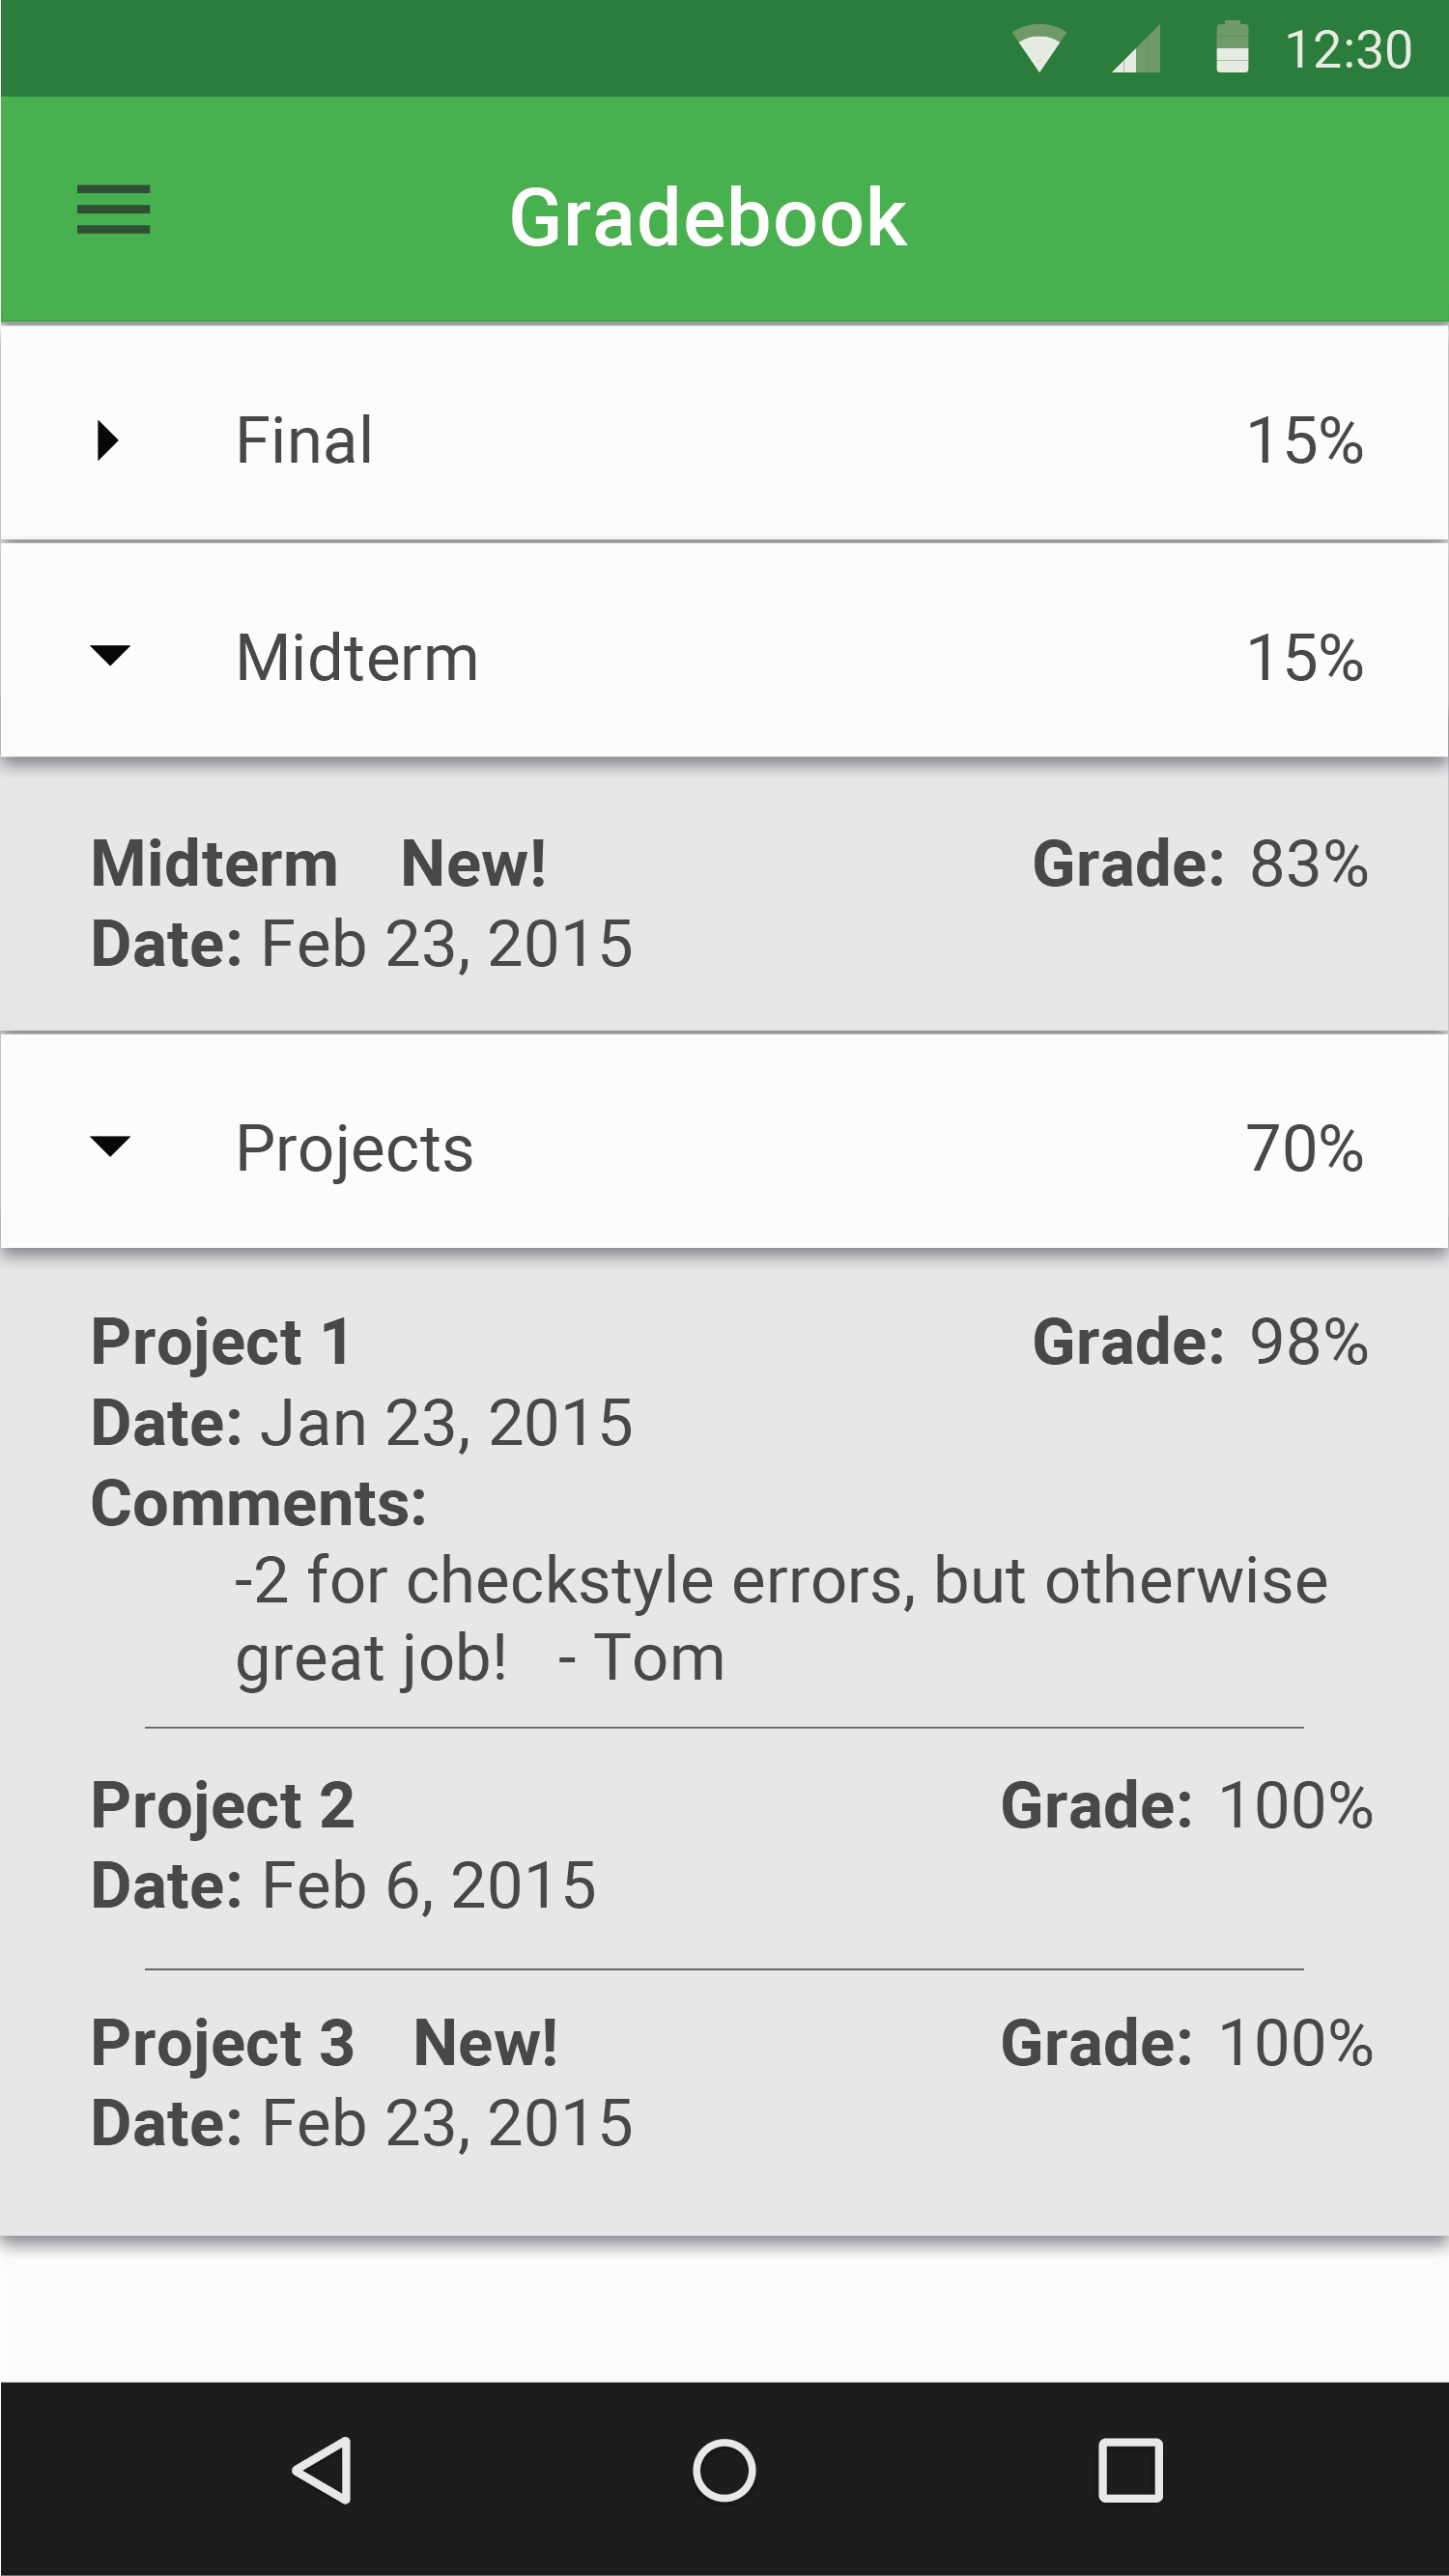 12:30
Gradebook
Final 15%
Midterm 15%
Midterm New! Grade: 83%
Date: Feb 23, 2015
Projects 70%
Project 1 Grade: 98%
Date: Jan 23, 2015
Comments:
-2 for checkstyle errors, but otherwise
great job! - Tom
Project 2 Grade: 100%
Date: Feb 6, 2015
Project 3 New! Grade: 100%
Date: Feb 23, 2015